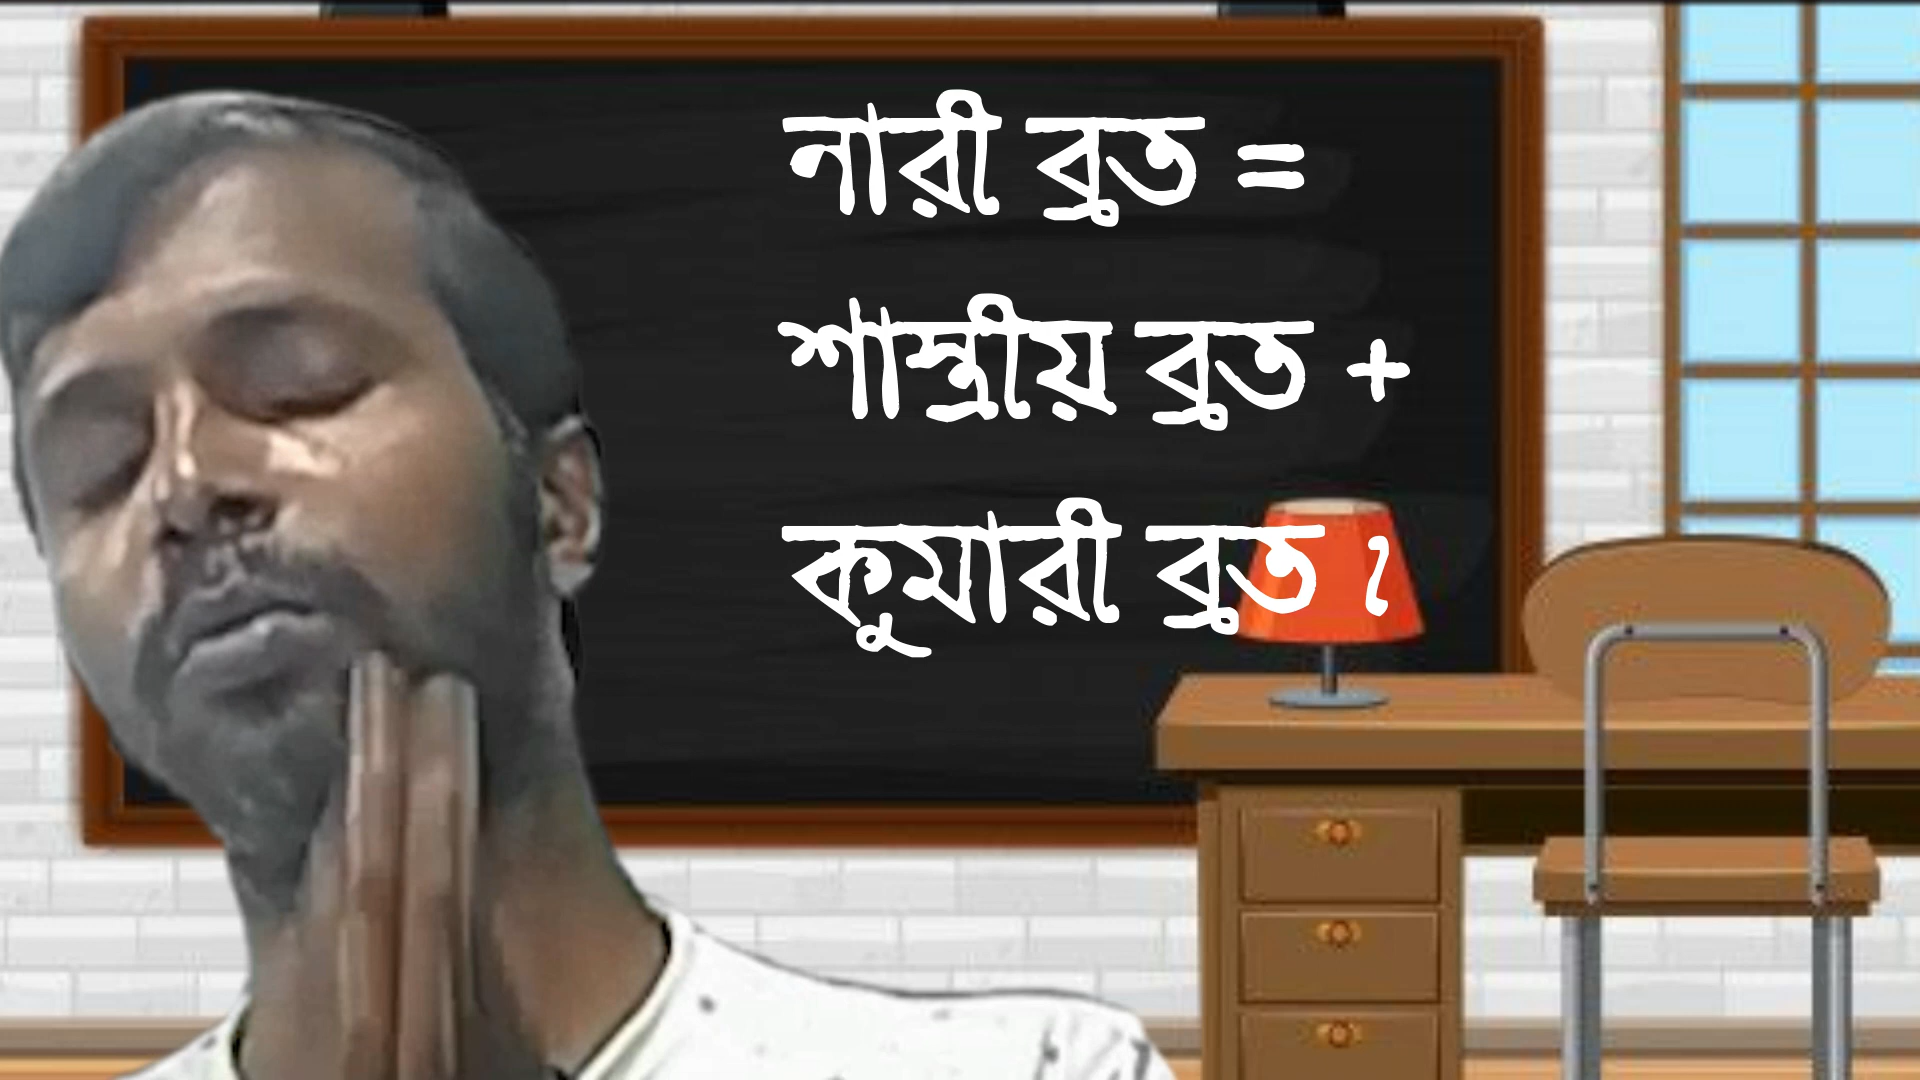 নারী ব্রত =
শাস্ত্রীয় ব্রত +
কুমারী ব্রত ?